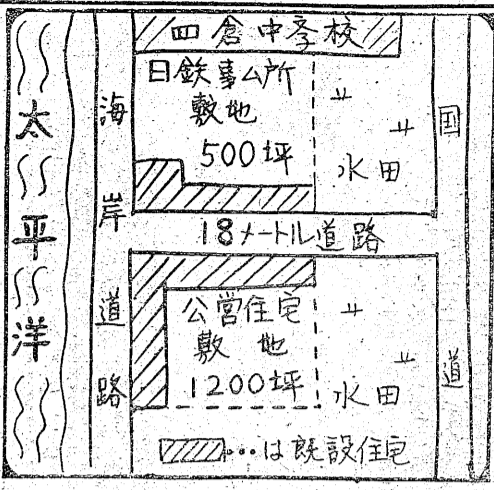 四倉中学校
日鉄事ム所
敷地
500坪
水田
18メートル道路
公営住宅
敷地
1200坪
水田
…は既設住宅
太平洋
海岸道路
国道